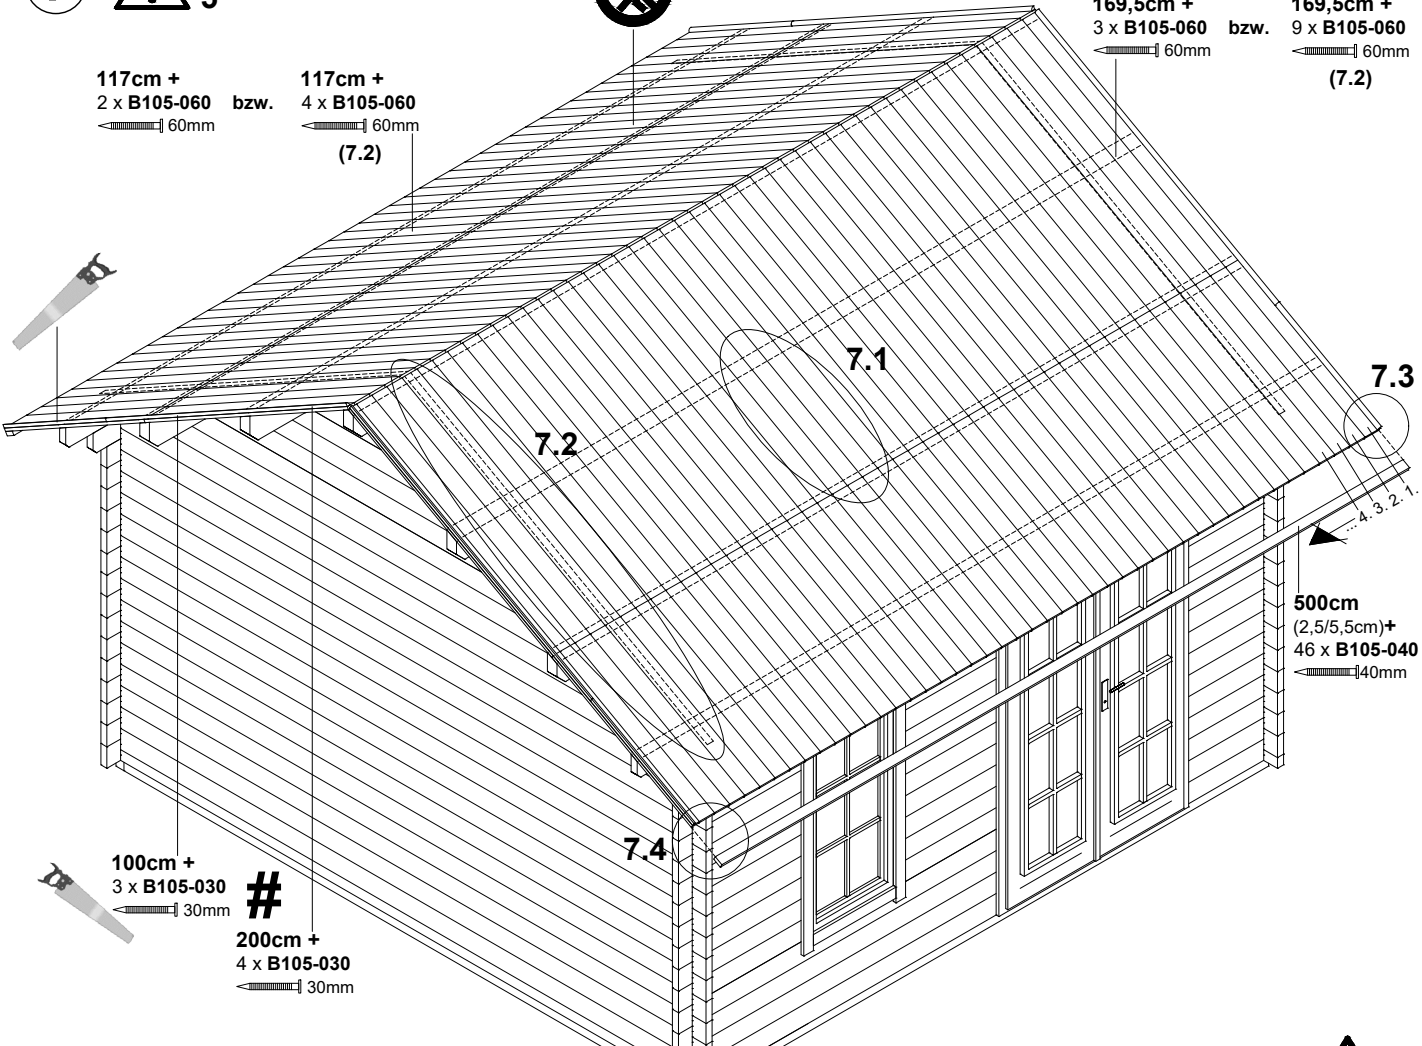 5
169,5cm +
3 x B105-060 bzw.
60mm
169,5cm +
9 x B105-060
60mm
(7.2)
117cm +
2 x B105-060 bzw.
60mm
117cm +
4 x B105-060
60mm
(7.2)
7.1
7.3
7.2
...4. 3. 2. 1.
500cm
(2,5/5,5cm)+
46 x B105-040
40mm
7.4
100cm +
3 x B105-030
30mm
#
200cm +
4 x B105-030
30mm